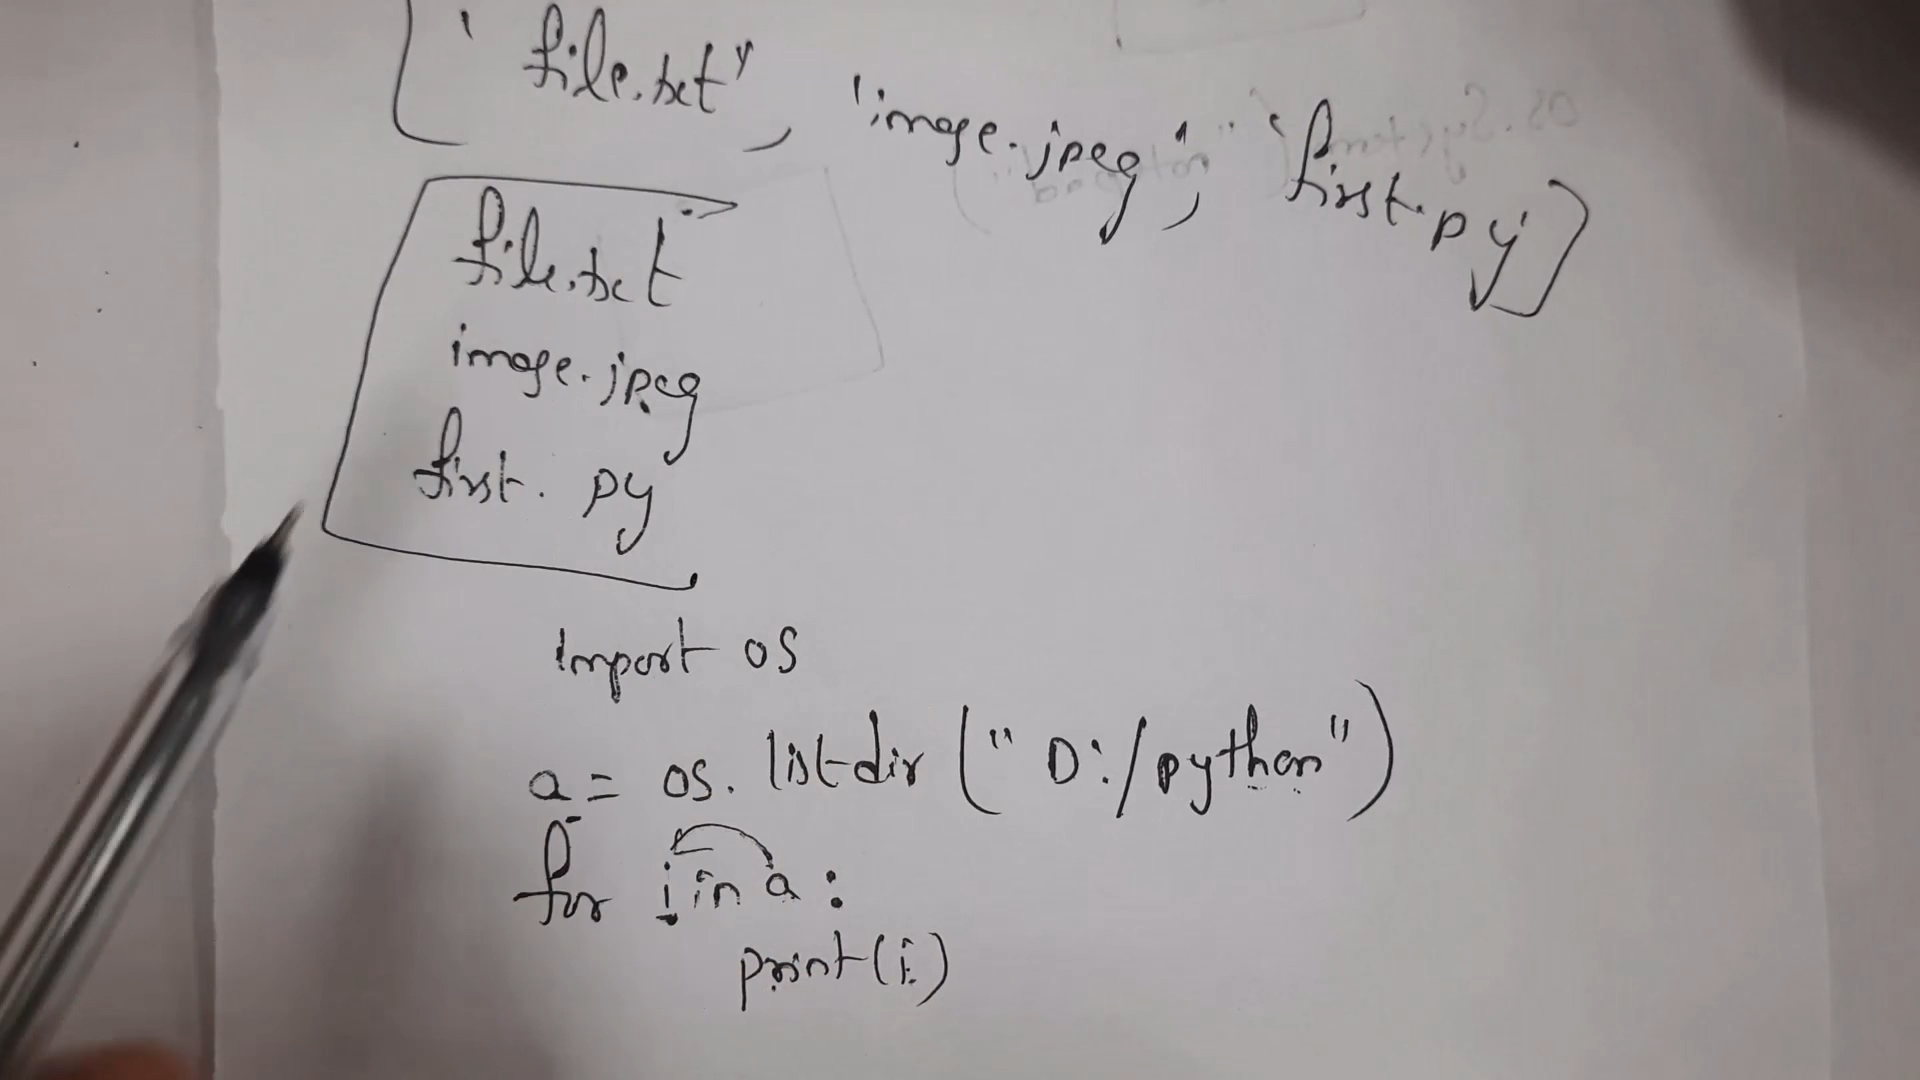 ['file.txt', 'image.jpeg', 'first.py']
file.txt
image.jpeg
first. py
import os
a = os. listdir ("D:/python")
for i in a :
print(i)